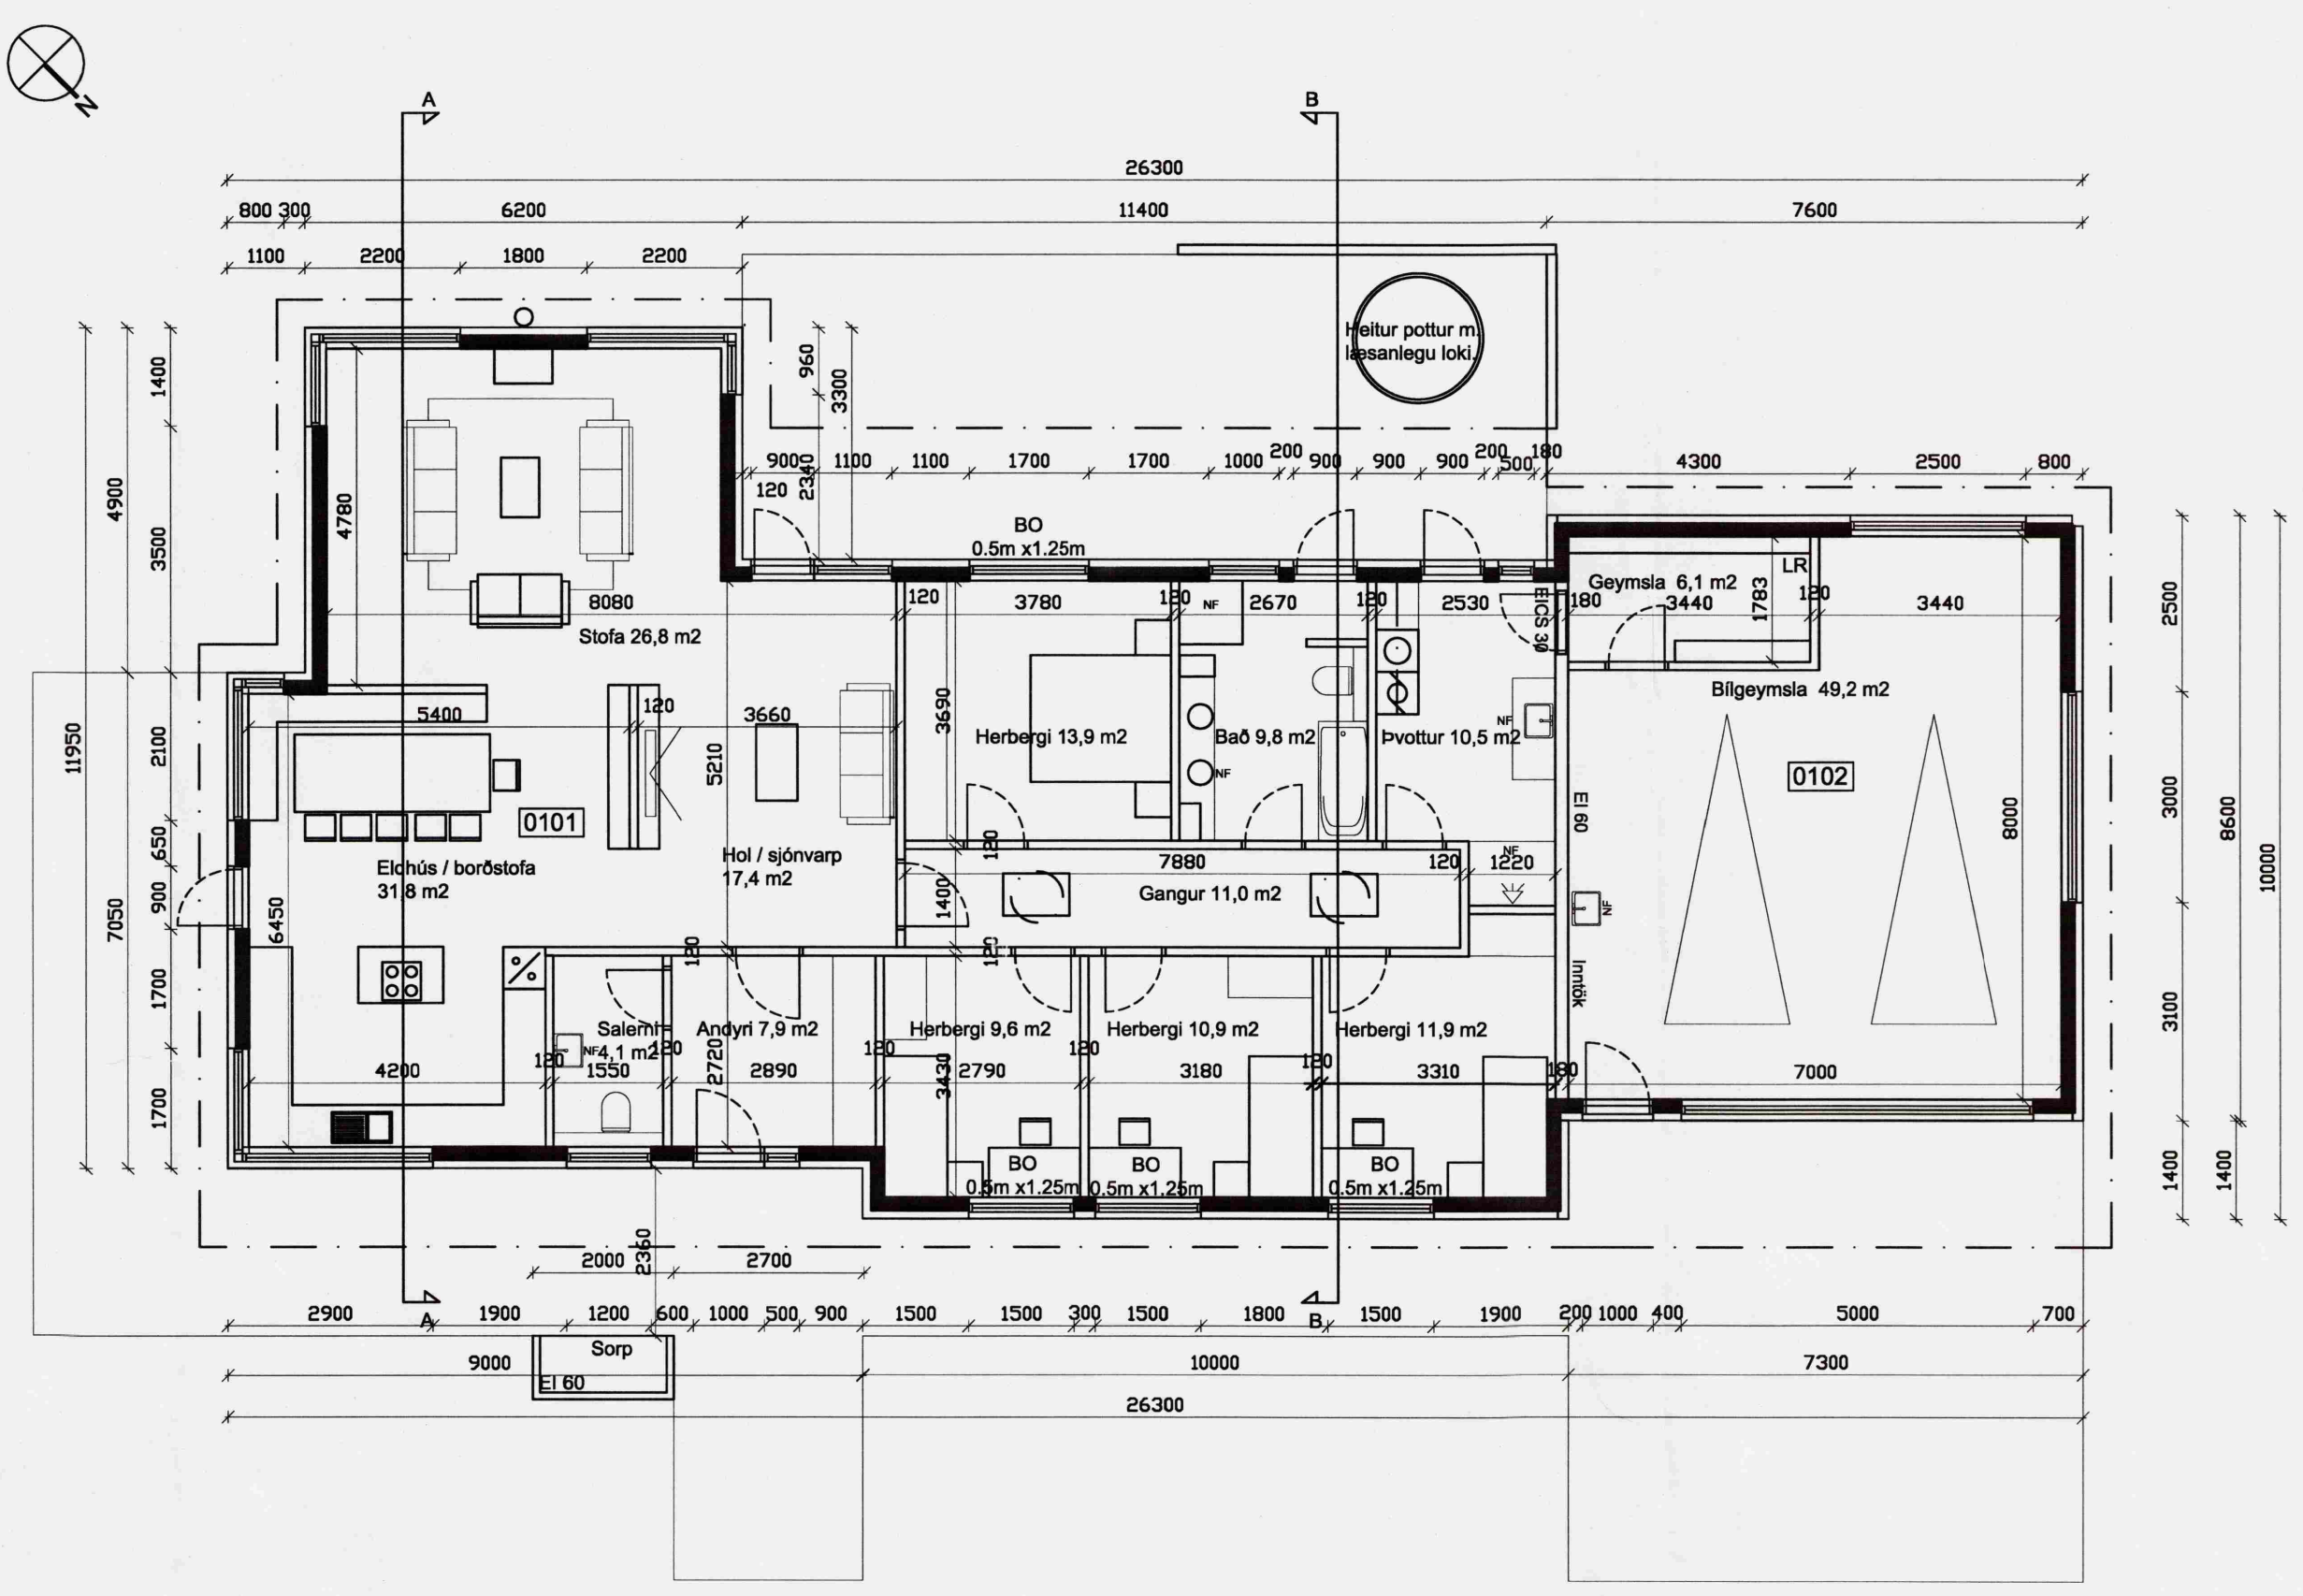 N
A
B
26300
800 300 6200 11400 7600
1100 2200 1800 2200
Heitur pottur m.
læsanlegu loki.
960
3300
2340
1400
3500
4900
11950
4780
900 1100 1100 1700 1700 1000 200 900 900 900 200 500 180 4300 2500 800
120
BO
0.5m x1.25m
8080
Stofa 26,8 m2
120 3780 120 NF 2670 120 2530 EICS 30 180 3440 120 3440
Geymsla 6,1 m2
LR
1783
5400 120 3660
5210
3690
Herbergi 13,9 m2
Bað 9,8 m2
NF
Þvottur 10,5 m2
NF
Bílgeymsla 49,2 m2
0102
8000
EI 60
0101
Eldhús / borðstofa
31,8 m2
Hol / sjónvarp
17,4 m2
120
7880 120 1220
NF
1400
Gangur 11,0 m2
NF
Inntök
2100
650
900
1700
1700
7050
6450
120
120
Salerni
NF 4,1 m2
Andyri 7,9 m2
Herbergi 9,6 m2
Herbergi 10,9 m2
Herbergi 11,9 m2
4200 120 1550 120 2890 120 2790 120 3180 120 3310 180 7000
2720
3430
BO
0.5m x1.25m
BO
0.5m x1.25m
BO
0.5m x1.25m
2500
3000
3100
1400
8600
1400
10000
2000 2360 2700
2900 1900 1200 600 1000 500 900 1500 1500 300 1500 1800 1500 1900 200 1000 400 5000 700
A
B
Sorp
EI 60
9000 10000 7300
26300